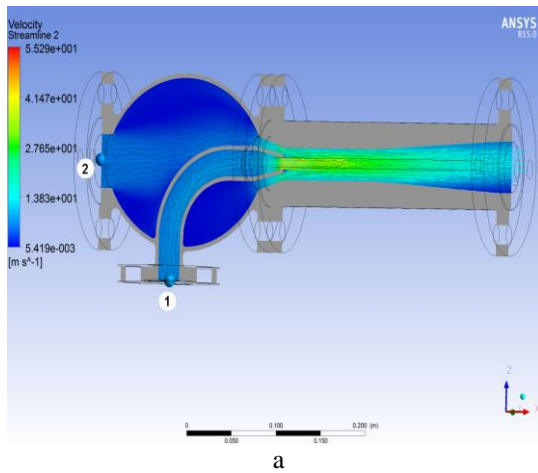 Velocity
Streamline 2
5.529e+001
4.147e+001
2.765e+001
1.383e+001
5.419e-003
[m s^-1]
ANSYS
R15.0
2
1
Z
X
0 0.100 0.200 (m)
0.050 0.150
a